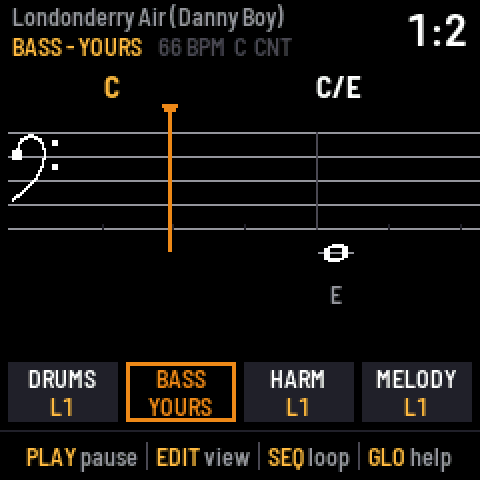 Londonderry Air (Danny Boy)
1:2
BASS - YOURS 66 BPM C CNT
C C/E
E
DRUMS BASS HARM MELODY
L1 YOURS L1 L1
PLAY pause | EDIT view | SEQ loop | GLO help